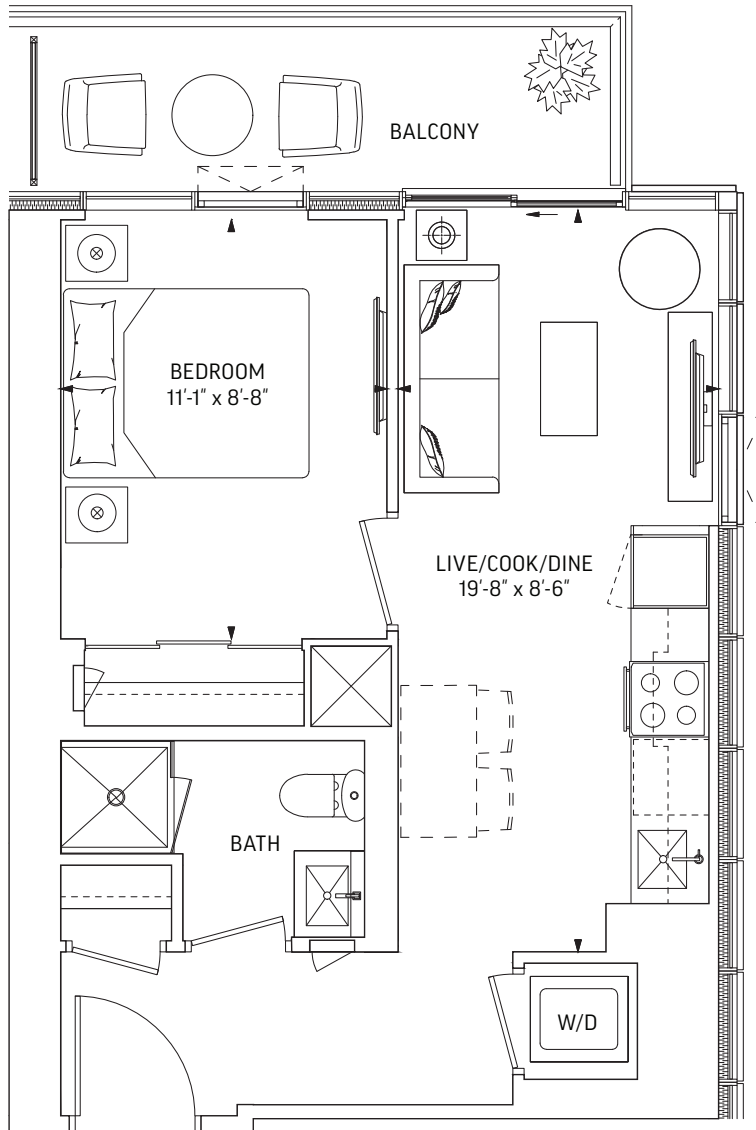 BALCONY
BEDROOM
11'-1" x 8'-8"
LIVE/COOK/DINE
19'-8" x 8'-6"
BATH
W/D